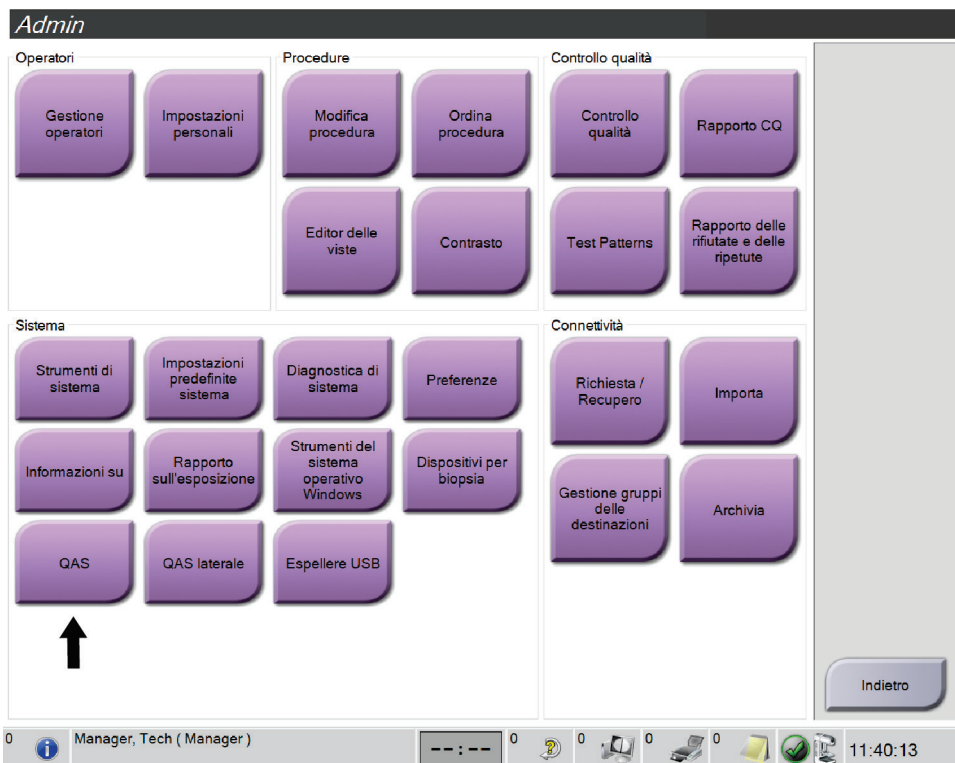 Admin
Operatori
Gestione
operatori
Impostazioni
personali
Procedure
Modifica
procedura
Ordina
procedura
Editor delle
viste
Contrasto
Controllo qualità
Controllo
qualità
Rapporto CQ
Test Patterns
Rapporto delle
rifiutate e delle
ripetute
Sistema
Strumenti di
sistema
Impostazioni
predefinite
sistema
Diagnostica di
sistema
Preferenze
Informazioni su
Rapporto
sull'esposizione
Strumenti del
sistema
operativo
Windows
Dispositivi per
biopsia
QAS
QAS laterale
Espellere USB
Connettività
Richiesta /
Recupero
Importa
Gestione gruppi
delle
destinazioni
Archivia
Indietro
0
Manager, Tech ( Manager )
--:--
0
0
0
0
11:40:13